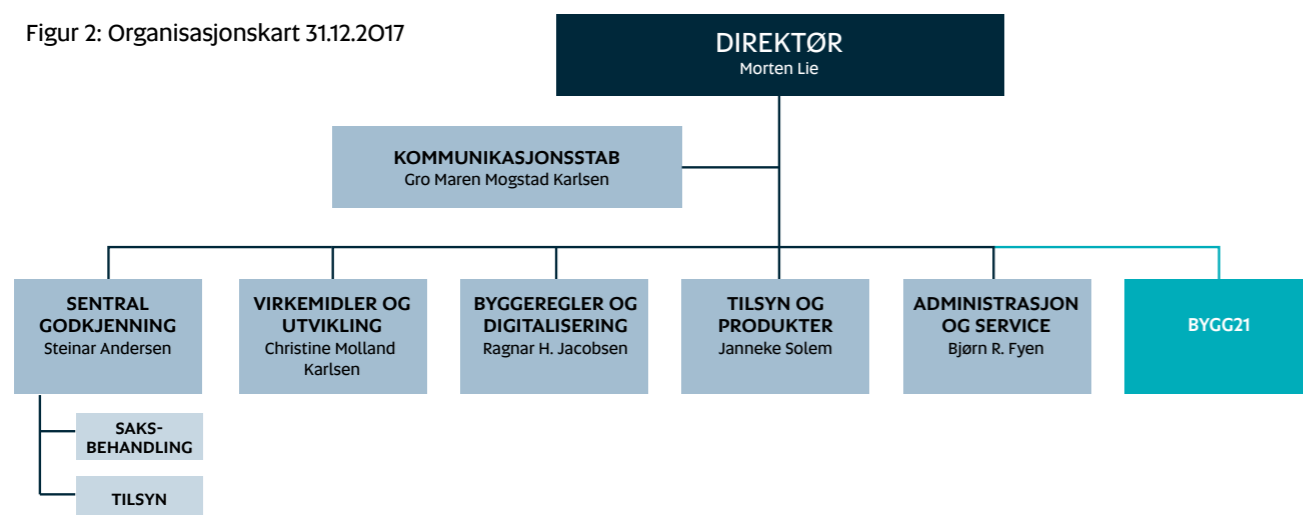 Figur 2: Organisasjonskart 31.12.2017
DIREKTØR
Morten Lie
KOMMUNIKASJONSSTAB
Gro Maren Mogstad Karlsen
SENTRAL
GODKJENNING
Steinar Andersen
VIRKEMIDLER OG
UTVIKLING
Christine Molland
Karlsen
BYGGEREGLER OG
DIGITALISERING
Ragnar H. Jacobsen
TILSYN OG
PRODUKTER
Janneke Solem
ADMINISTRASJON
OG SERVICE
Bjørn R. Fyen
BYGG21
SAKS-
BEHANDLING
TILSYN